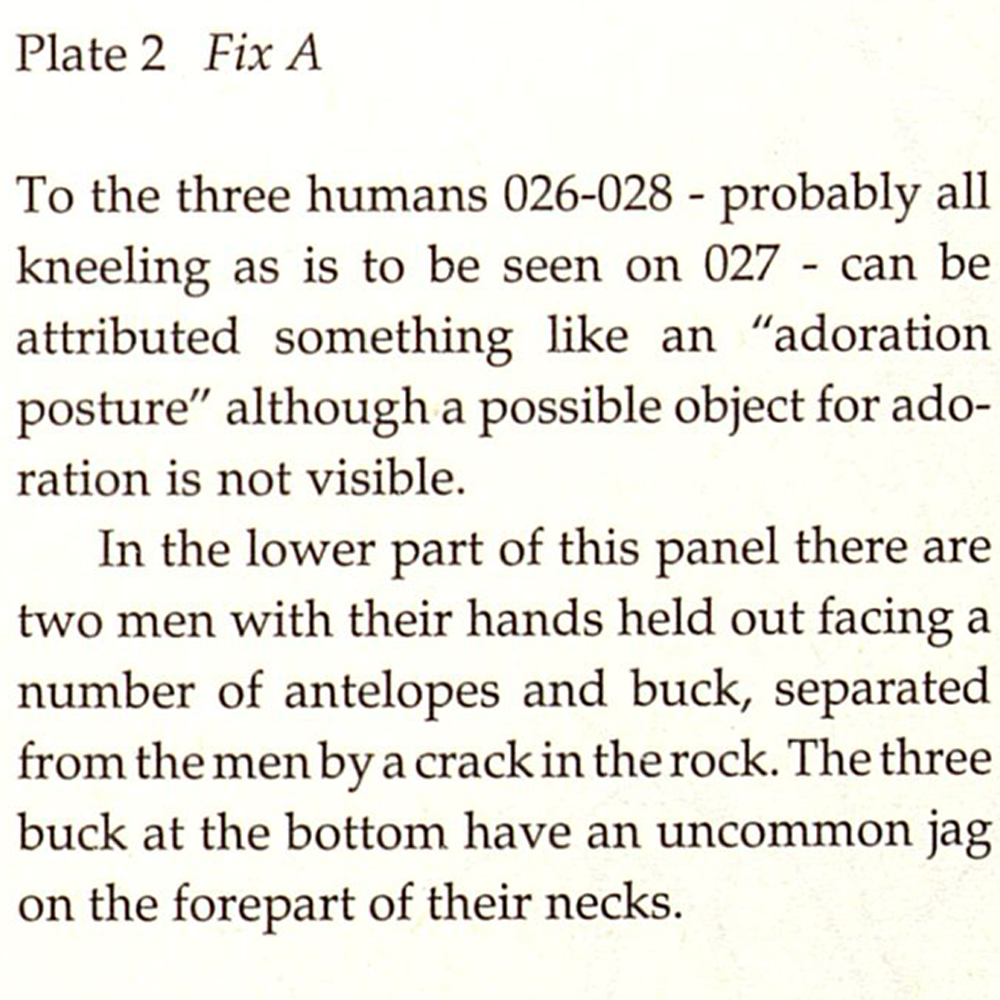 Plate 2 Fix A
To the three humans 026-028 - probably all
kneeling as is to be seen on 027 - can be
attributed something like an “adoration
posture” although a possible object for ado-
ration is not visible.
In the lower part of this panel there are
two men with their hands held out facing a
number of antelopes and buck, separated
from the men by a crack in the rock. The three
buck at the bottom have an uncommon jag
on the forepart of their necks.